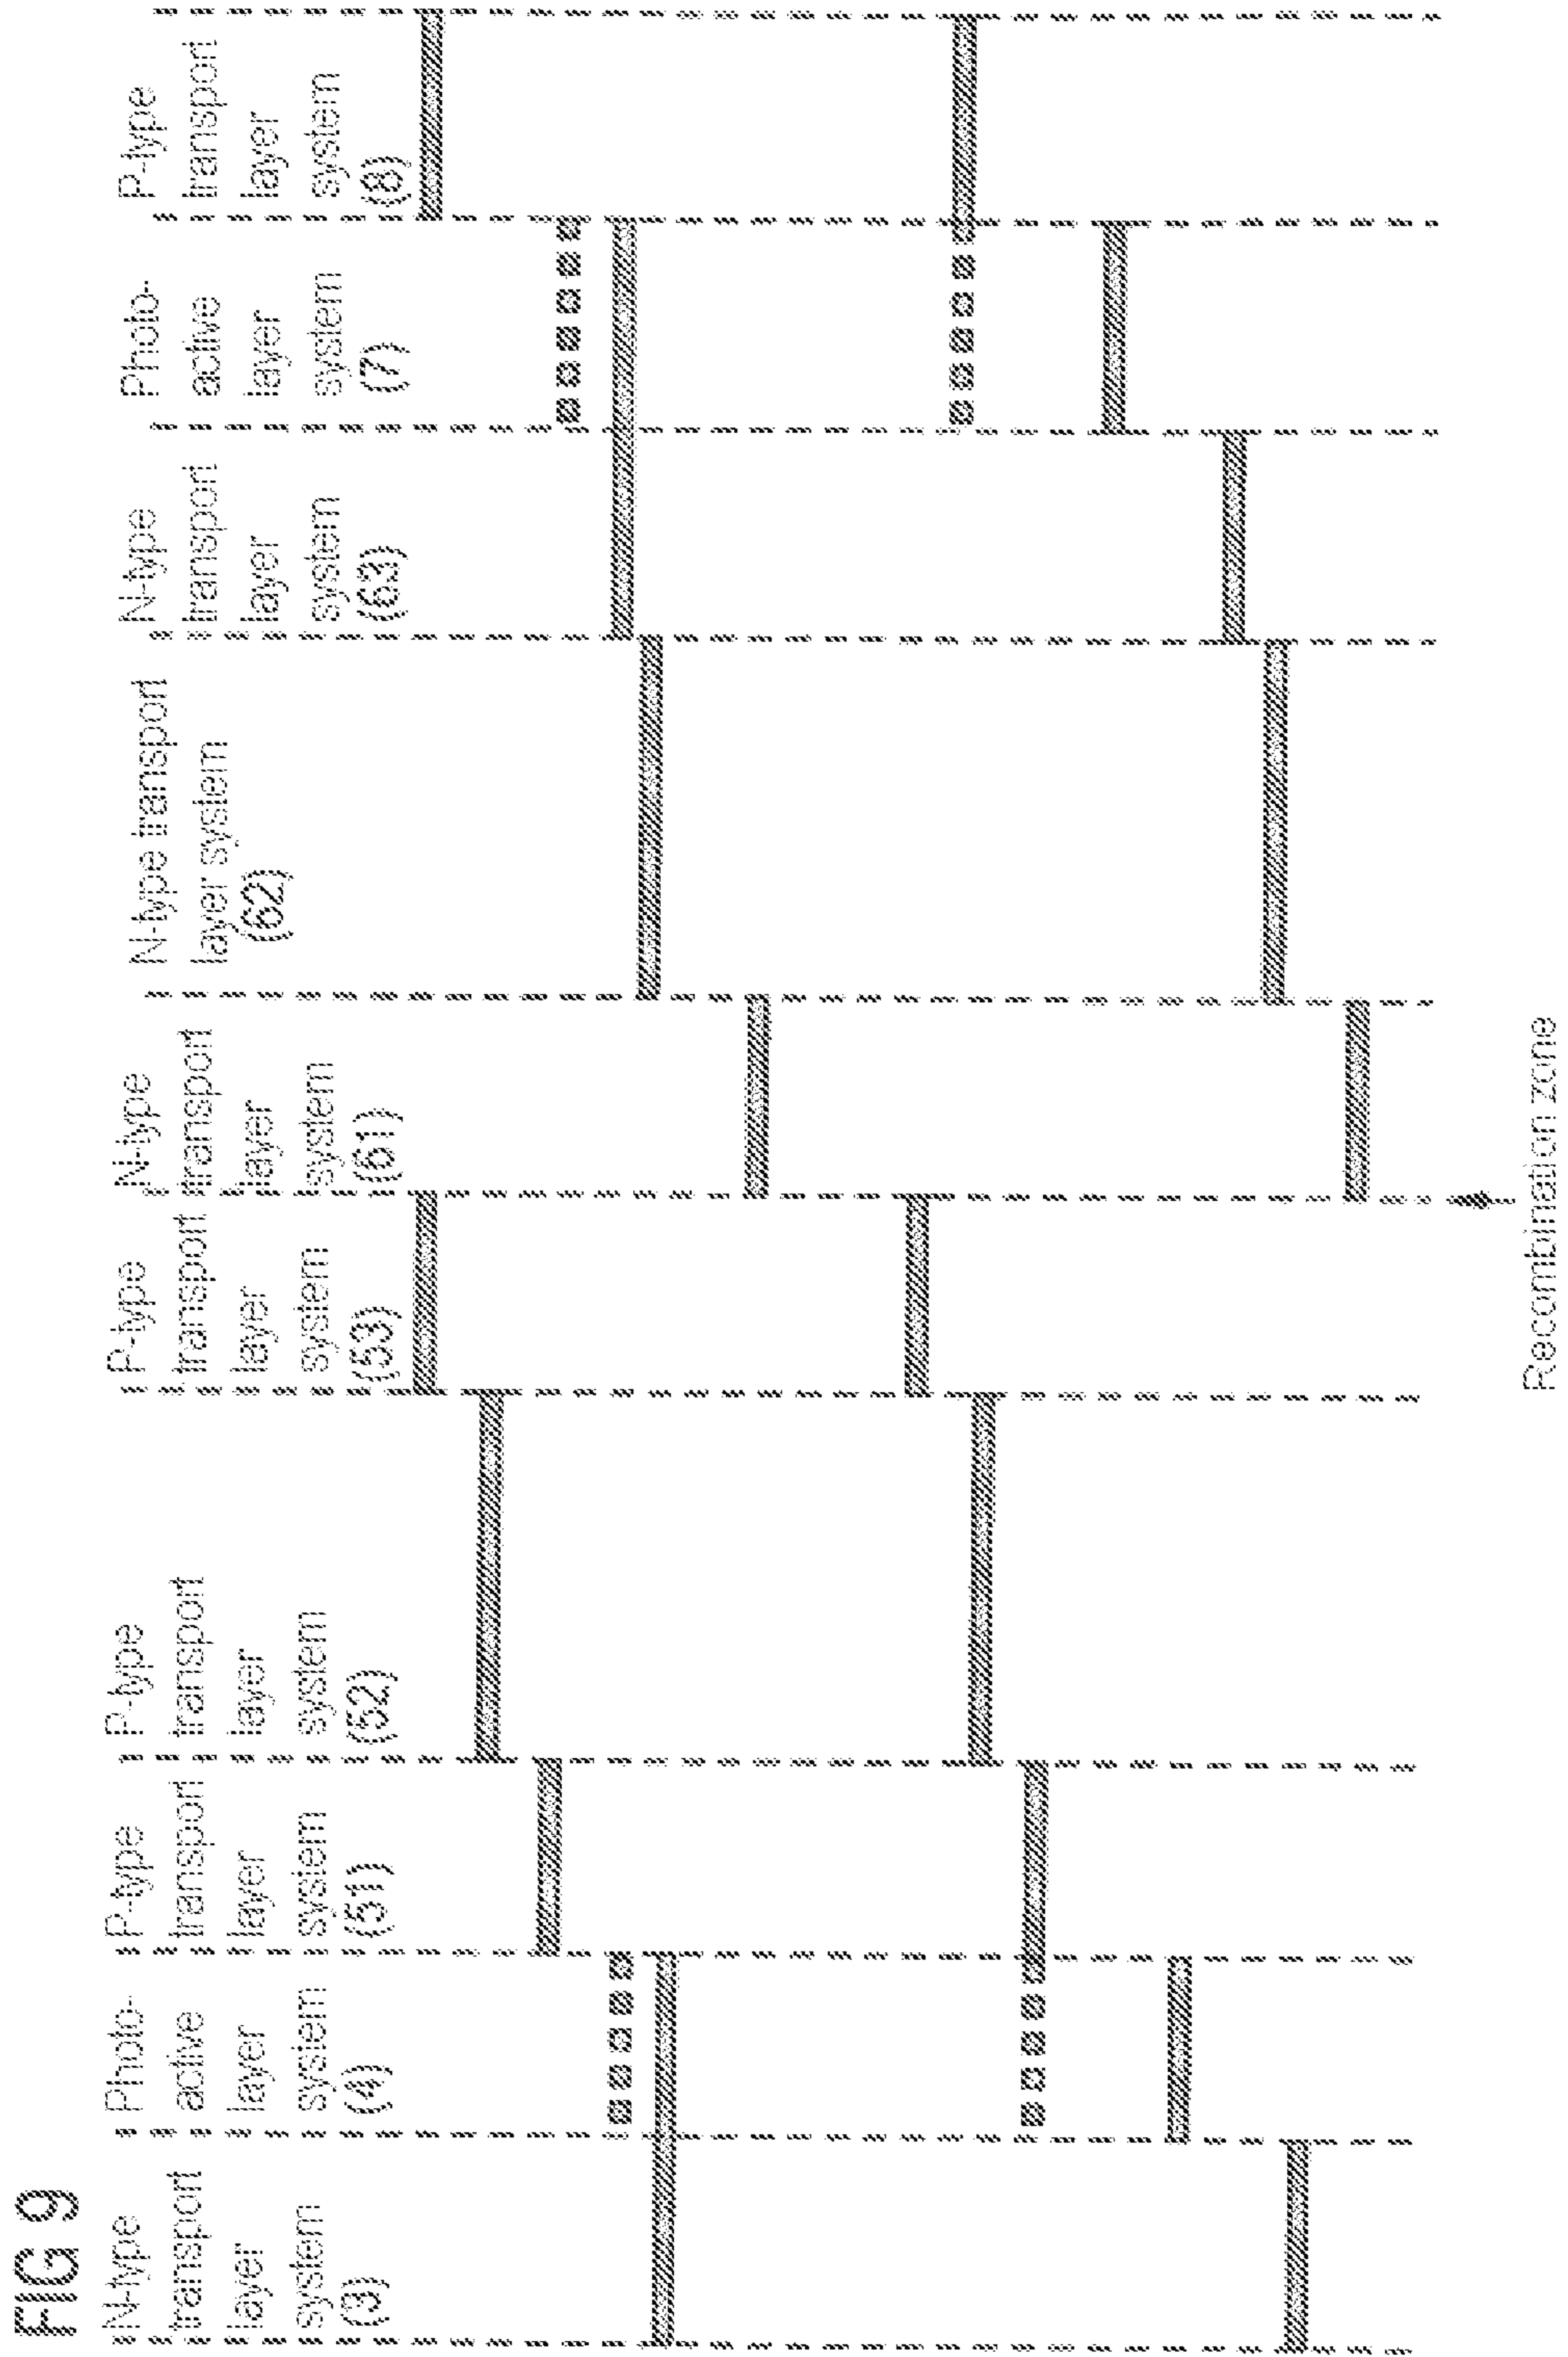 FIG 9
N-type
transport
layer
system
(3)
Photo-
active
layer
system
(4)
P-type
transport
layer
system
(51)
P-type
transport
layer
system
(52)
P-type
transport
layer
system
(53)
N-type
transport
layer
system
(61)
N-type transport
layer system
(62)
N-type
transport
layer
system
(63)
Photo-
active
layer
system
(7)
P-type
transport
layer
system
(8)
Recombination zone